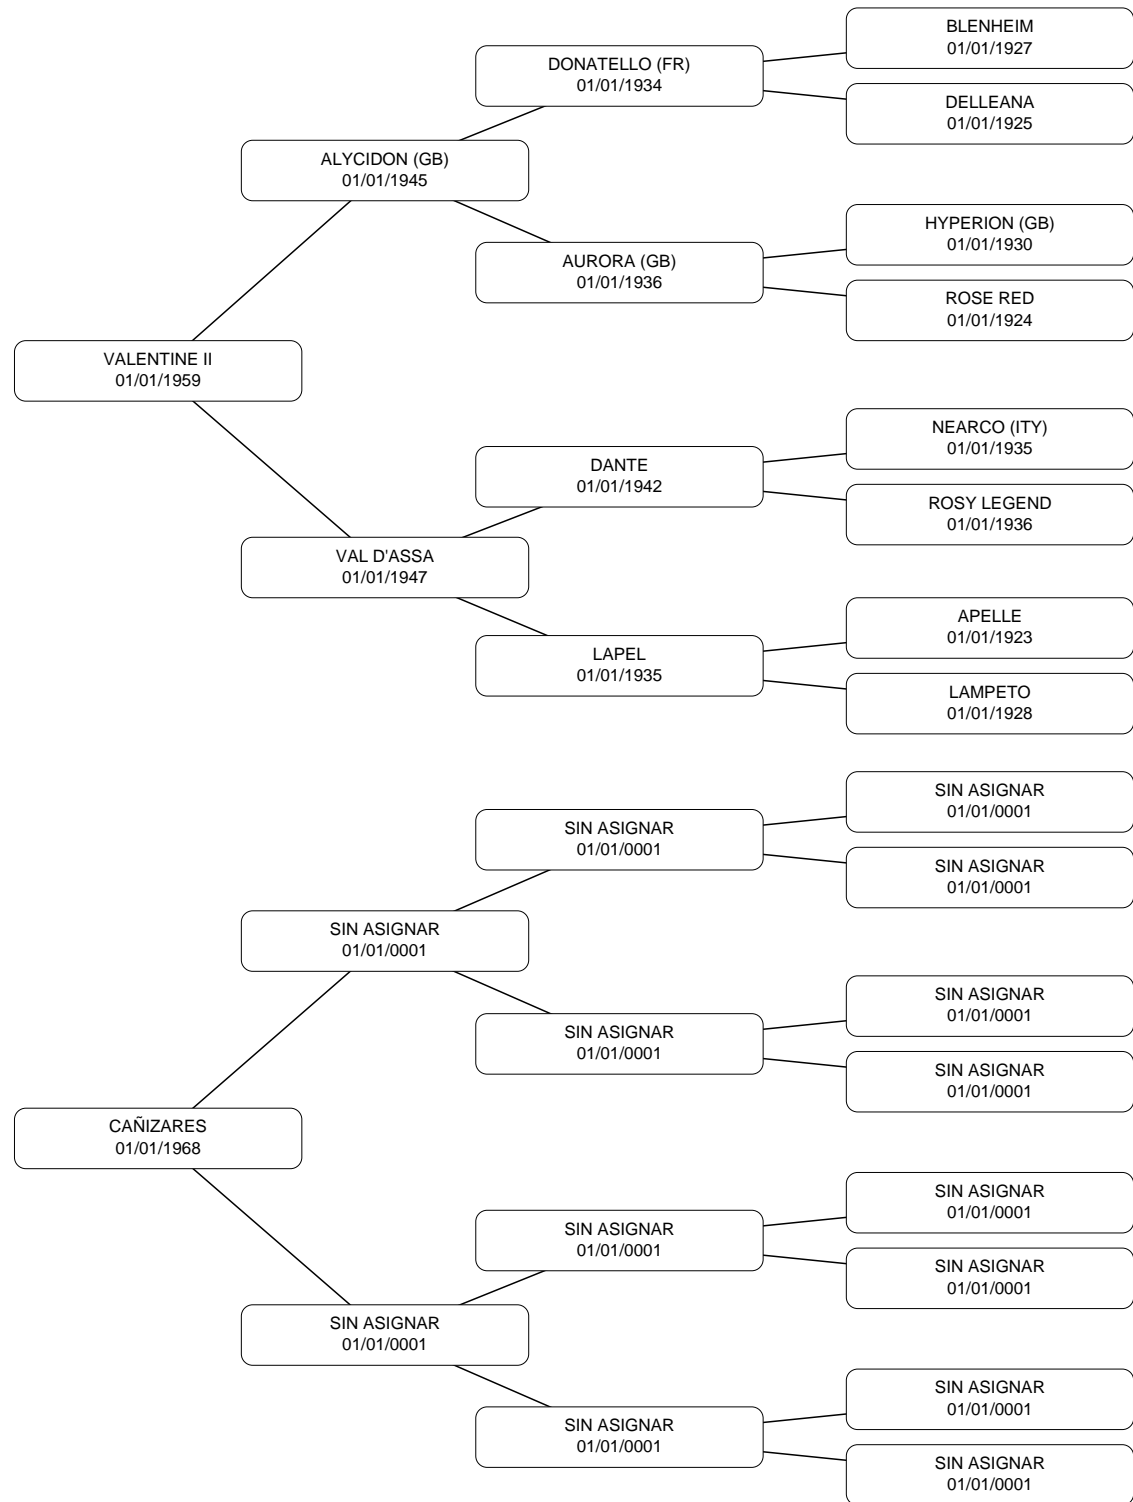 BLENHEIM
01/01/1927
DONATELLO (FR)
01/01/1934
DELLEANA
01/01/1925
ALYCIDON (GB)
01/01/1945
HYPERION (GB)
01/01/1930
AURORA (GB)
01/01/1936
ROSE RED
01/01/1924
VALENTINE II
01/01/1959
NEARCO (ITY)
01/01/1935
DANTE
01/01/1942
ROSY LEGEND
01/01/1936
VAL D'ASSA
01/01/1947
APELLE
01/01/1923
LAPEL
01/01/1935
LAMPETO
01/01/1928
SIN ASIGNAR
01/01/0001
SIN ASIGNAR
01/01/0001
SIN ASIGNAR
01/01/0001
SIN ASIGNAR
01/01/0001
SIN ASIGNAR
01/01/0001
SIN ASIGNAR
01/01/0001
SIN ASIGNAR
01/01/0001
CAÑIZARES
01/01/1968
SIN ASIGNAR
01/01/0001
SIN ASIGNAR
01/01/0001
SIN ASIGNAR
01/01/0001
SIN ASIGNAR
01/01/0001
SIN ASIGNAR
01/01/0001
SIN ASIGNAR
01/01/0001
SIN ASIGNAR
01/01/0001